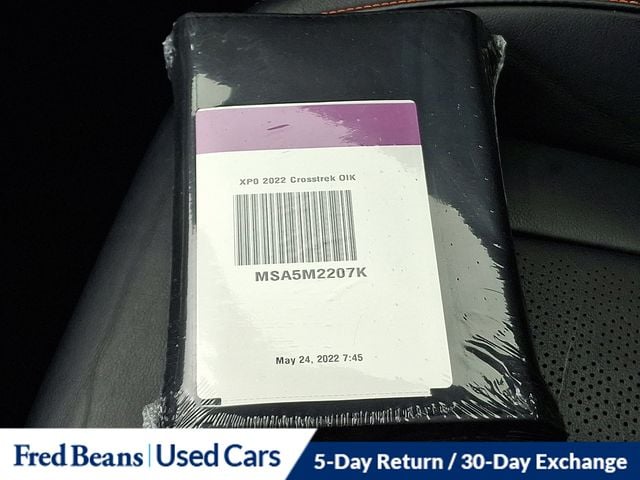 XP0 2022 Crosstrek OIK
MSA5M2207K
May 24, 2022 7:45
Fred Beans | Used Cars
5-Day Return / 30-Day Exchange